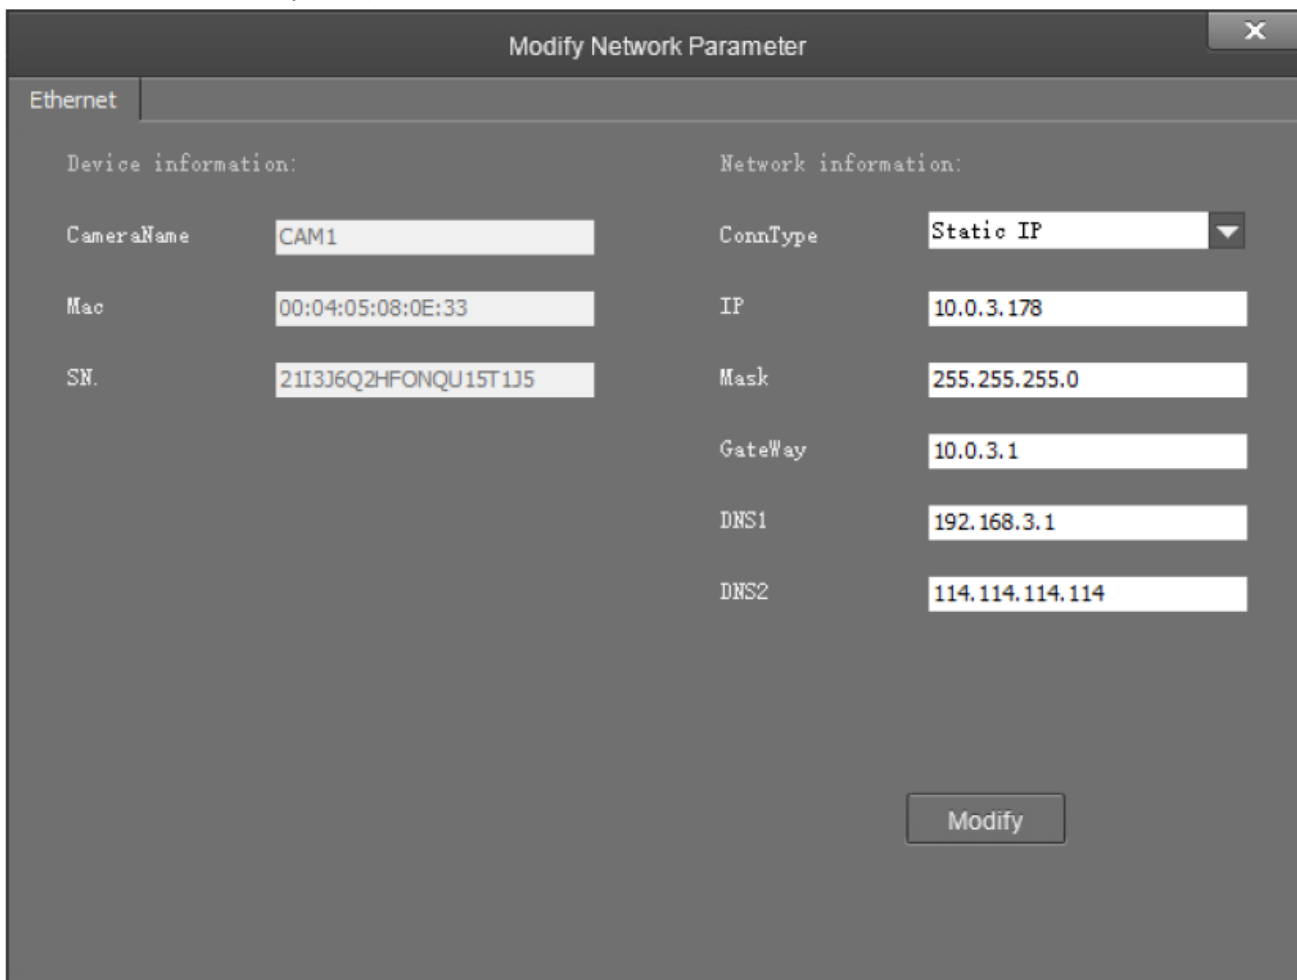 Modify Network Parameter
X
Ethernet
Device information:
CameraName CAM1
Mac 00:04:05:08:0E:33
SN. 21I3J6Q2HFONQU15T1J5
Network information:
ConnType Static IP
IP 10.0.3.178
Mask 255.255.255.0
GateWay 10.0.3.1
DNS1 192.168.3.1
DNS2 114.114.114.114
Modify